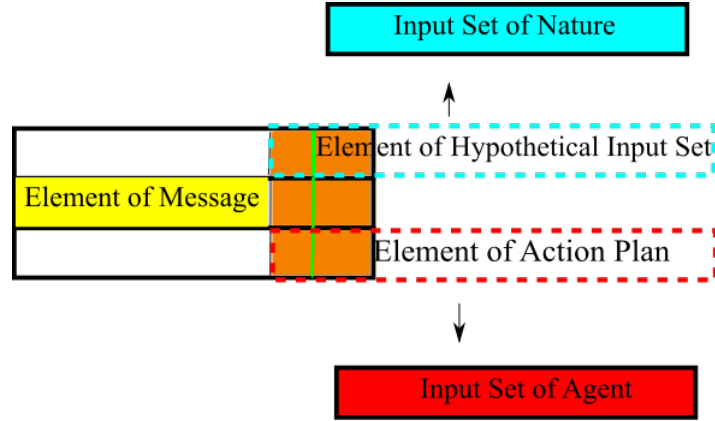 Input Set of Nature
Element of Hypothetical Input Set
Element of Message
Element of Action Plan
Input Set of Agent